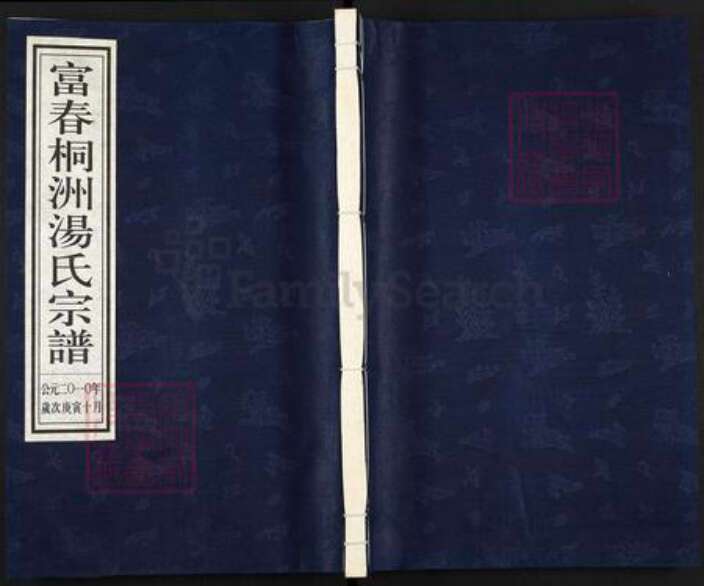 富春桐洲湯氏宗譜
公元二〇一〇年
歲次庚寅十月
FamilySearch